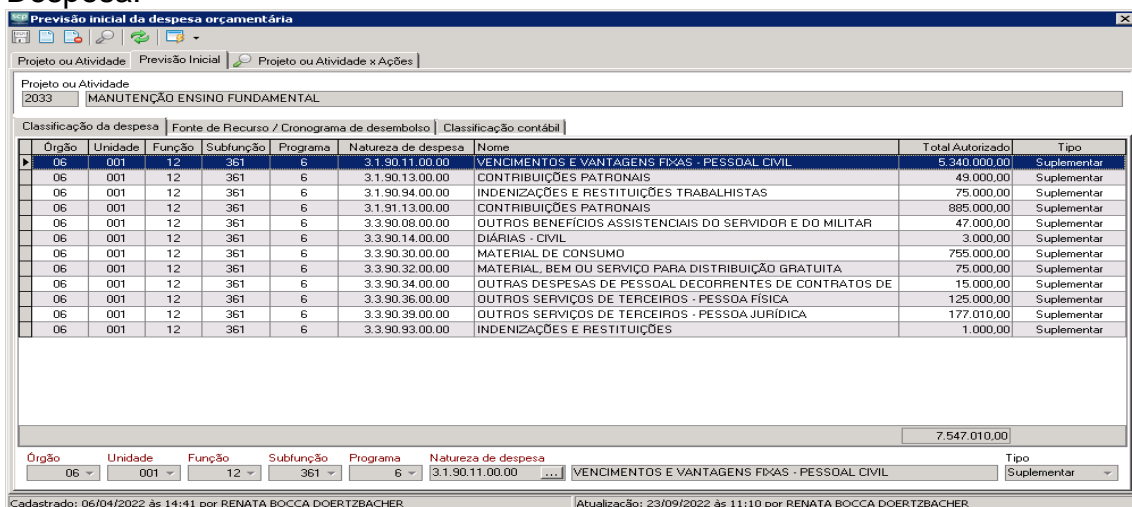 Despesa.
Previsão inicial da despesa orçamentária
Projeto ou Atividade Previsão Inicial Projeto ou Atividade x Ações
Projeto ou Atividade
2033 MANUTENÇÃO ENSINO FUNDAMENTAL
Classificação da despesa Fonte de Recurso / Cronograma de desembolso Classificação contábil
Órgão Unidade Função Subfunção Programa Natureza de despesa Nome Total Autorizado Tipo
06 001 12 361 6 3.1.90.11.00.00 VENCIMENTOS E VANTAGENS FIXAS - PESSOAL CIVIL 5.340.000,00 Suplementar
06 001 12 361 6 3.1.90.13.00.00 CONTRIBUIÇÕES PATRONAIS 49.000,00 Suplementar
06 001 12 361 6 3.1.90.94.00.00 INDENIZAÇÕES E RESTITUIÇÕES TRABALHISTAS 75.000,00 Suplementar
06 001 12 361 6 3.1.91.13.00.00 CONTRIBUIÇÕES PATRONAIS 885.000,00 Suplementar
06 001 12 361 6 3.3.90.08.00.00 OUTROS BENEFÍCIOS ASSISTENCIAIS DO SERVIDOR E DO MILITAR 47.000,00 Suplementar
06 001 12 361 6 3.3.90.14.00.00 DIÁRIAS - CIVIL 3.000,00 Suplementar
06 001 12 361 6 3.3.90.30.00.00 MATERIAL DE CONSUMO 755.000,00 Suplementar
06 001 12 361 6 3.3.90.32.00.00 MATERIAL, BEM OU SERVIÇO PARA DISTRIBUIÇÃO GRATUITA 75.000,00 Suplementar
06 001 12 361 6 3.3.90.34.00.00 OUTRAS DESPESAS DE PESSOAL DECORRENTES DE CONTRATOS DE 15.000,00 Suplementar
06 001 12 361 6 3.3.90.36.00.00 OUTROS SERVIÇOS DE TERCEIROS - PESSOA FÍSICA 125.000,00 Suplementar
06 001 12 361 6 3.3.90.39.00.00 OUTROS SERVIÇOS DE TERCEIROS - PESSOA JURÍDICA 177.010,00 Suplementar
06 001 12 361 6 3.3.90.93.00.00 INDENIZAÇÕES E RESTITUIÇÕES 1.000,00 Suplementar
7.547.010,00
Órgão Unidade Função Subfunção Programa Natureza de despesa Tipo
06 001 12 361 6 3.1.90.11.00.00 ... VENCIMENTOS E VANTAGENS FIXAS - PESSOAL CIVIL Suplementar
Cadastrado: 06/04/2022 às 14:41 por RENATA BOCCA DOERTZBACHER Atualização: 23/09/2022 às 11:10 por RENATA BOCCA DOERTZBACHER